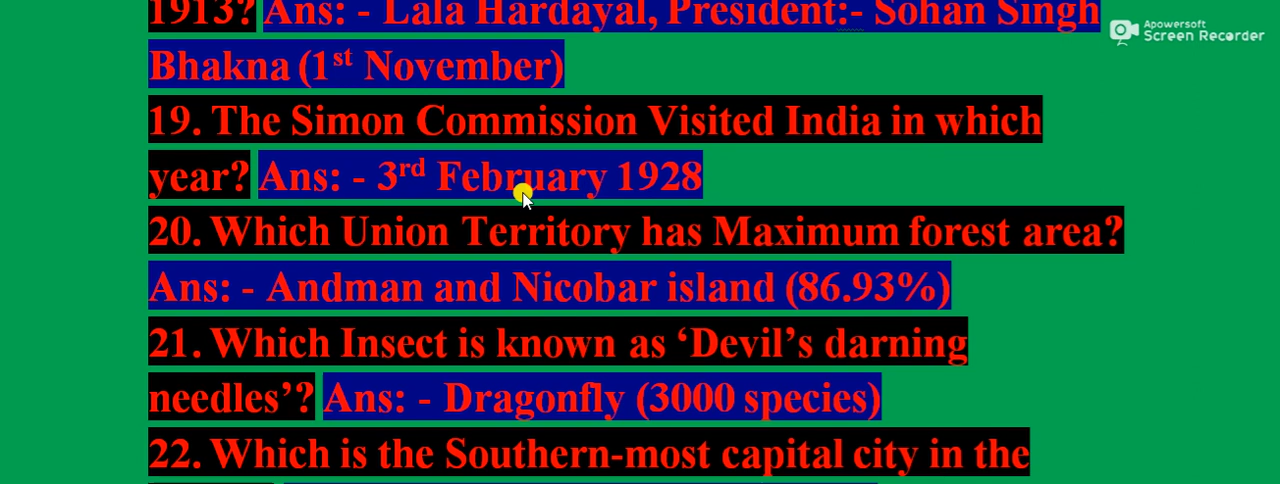 1913? Ans: - Lala Hardayal, President:- Sohan Singh
Apowersoft
Screen Recorder
Bhakna (1st November)
19. The Simon Commission Visited India in which
year? Ans: - 3rd February 1928
20. Which Union Territory has Maximum forest area?
Ans: - Andman and Nicobar island (86.93%)
21. Which Insect is known as ‘Devil’s darning
needles’? Ans: - Dragonfly (3000 species)
22. Which is the Southern-most capital city in the